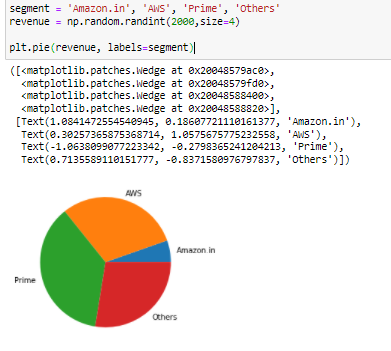 segment = 'Amazon.in', 'AWS', 'Prime', 'Others'
revenue = np.random.randint(2000,size=4)
plt.pie(revenue, labels=segment)
([<matplotlib.patches.Wedge at 0x20048579ac0>,
<matplotlib.patches.Wedge at 0x20048579fd0>,
<matplotlib.patches.Wedge at 0x20048588400>,
<matplotlib.patches.Wedge at 0x20048588820>],
[Text(1.0841472554540945, 0.18607721110161377, 'Amazon.in'),
Text(0.30257365875368714, 1.0575675775232558, 'AWS'),
Text(-1.0638099077223342, -0.2798365241204213, 'Prime'),
Text(0.7135589110151777, -0.8371580976797837, 'Others')])
AWS
Amazon.in
Prime
Others